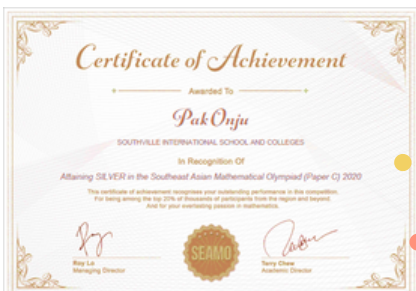 Certificate of Achievement
Awarded To
Pak Onju
SOUTHVILLE INTERNATIONAL SCHOOL AND COLLEGES
In Recognition Of
Attaining SILVER in the Southeast Asian Mathematical Olympiad (Paper C) 2020
This certificate of achievement recognises your outstanding performance in this competition.
For being among the top 20% of thousands of participants from the region and beyond.
And for your everlasting passion in mathematics.
SEAMO
Roy Lo
Managing Director
Terry Chew
Academic Director